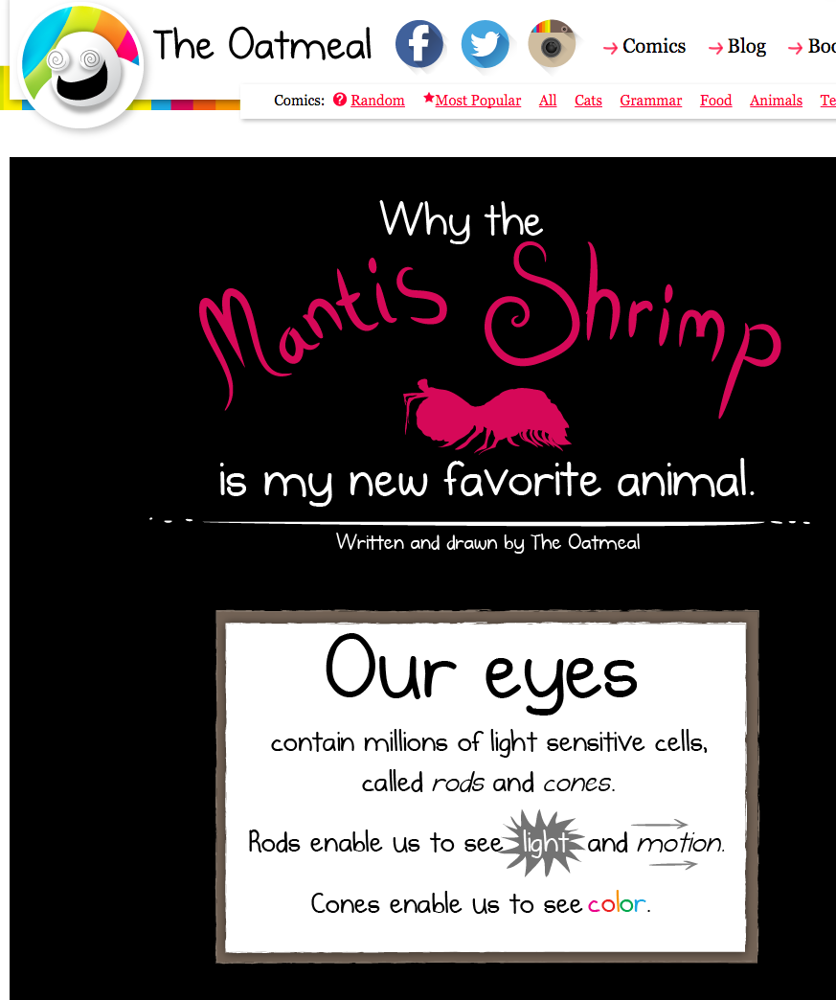 The Oatmeal
Comics
Blog
Boo
Comics: Random Most Popular All Cats Grammar Food Animals Te
Why the
Mantis Shrimp
is my new favorite animal.
Written and drawn by The Oatmeal
Our eyes
contain millions of light sensitive cells,
called rods and cones.
Rods enable us to see light and motion.
Cones enable us to see color.